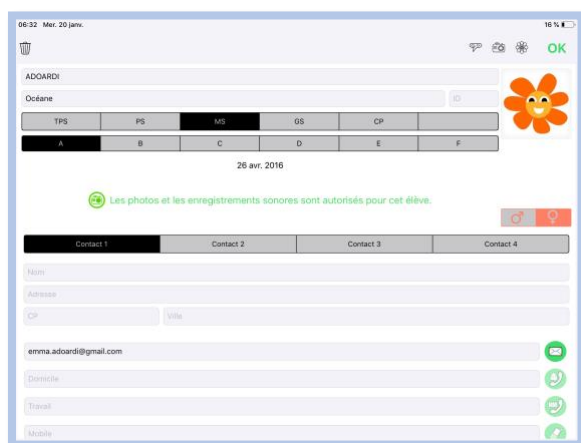 06:32 Mer. 20 janv. 16 %
OK
ADOARDI
Océane ID
TPS PS MS GS CP
A B C D E F
26 avr. 2016
Les photos et les enregistrements sonores sont autorisés pour cet élève.
Contact 1 Contact 2 Contact 3 Contact 4
Nom
Adresse
CP Ville
emma.adoardi@gmail.com
Domicile
Travail
Mobile